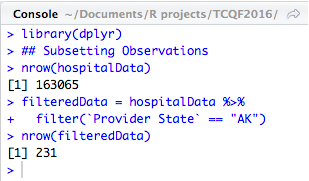 Console ~/Documents/R projects/TCQF2016/
> library(dplyr)
> ## Subsetting Observations
> nrow(hospitalData)
[1] 163065
> filteredData = hospitalData %>%
+   filter(`Provider State` == "AK")
> nrow(filteredData)
[1] 231
>